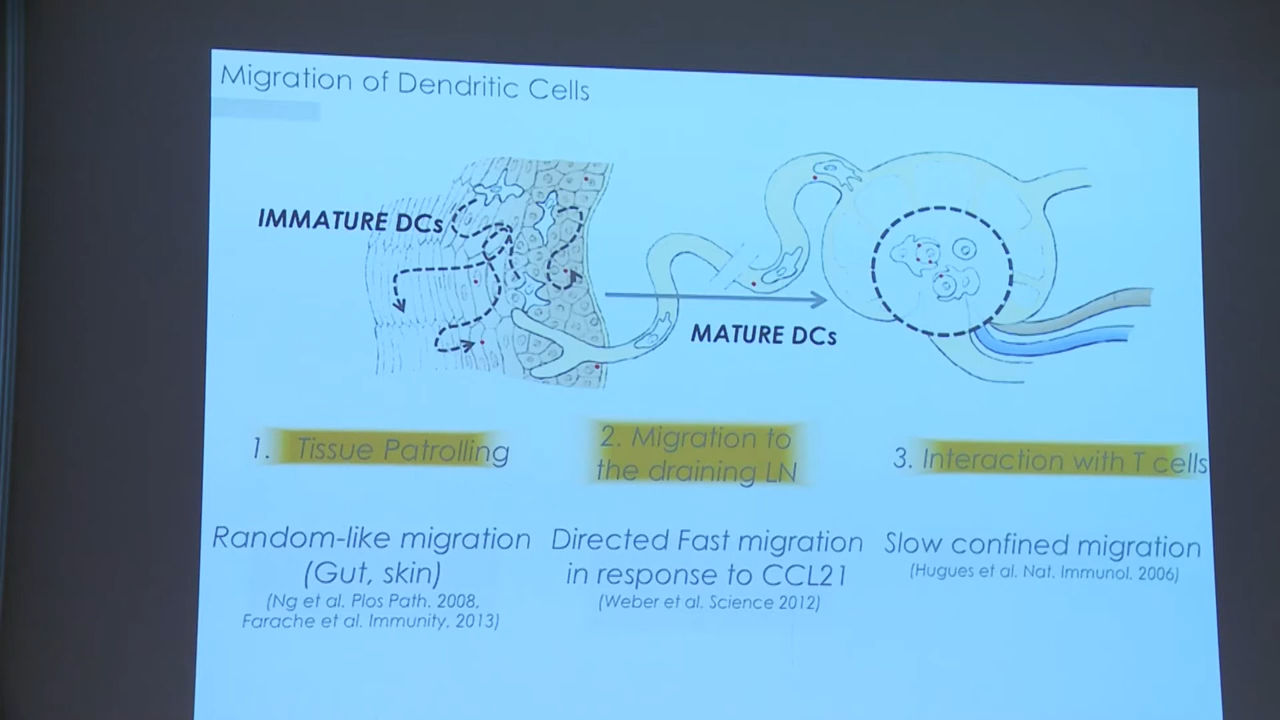 Migration of Dendritic Cells
IMMATURE DCs
MATURE DCs
1. Tissue Patrolling
2. Migration to
the draining LN
3. Interaction with T cells
Random-like migration
(Gut, skin)
(Ng et al. Plos Path. 2008.
Farache et al. Immunity. 2013)
Directed Fast migration
in response to CCL21
(Weber et al. Science 2012)
Slow confined migration
(Hugues et al. Nat. Immunol. 2006)